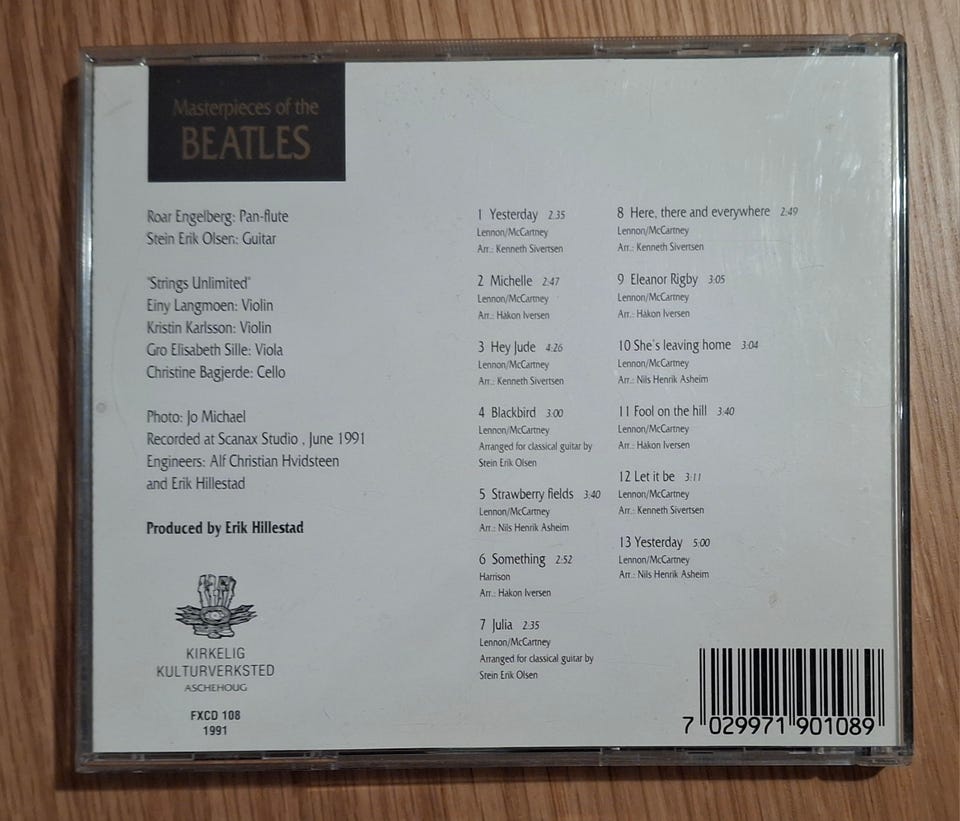 Masterpieces of the
BEATLES
Roar Engelberg: Pan-flute
Stein Erik Olsen: Guitar
"Strings Unlimited"
Einy Langmoen: Violin
Kristin Karlsson: Violin
Gro Elisabeth Sille: Viola
Christine Bagjerde: Cello
Photo: Jo Michael
Recorded at Scanax Studio , June 1991
Engineers: Alf Christian Hvidsteen
and Erik Hillestad
Produced by Erik Hillestad
KIRKELIG
KULTURVERKSTED
ASCHEHOUG
FXCD 108
1991
1 Yesterday 2:35
Lennon/McCartney
Arr.: Kenneth Sivertsen
2 Michelle 2:47
Lennon/McCartney
Arr.: Håkon Iversen
3 Hey Jude 4:26
Lennon/McCartney
Arr.: Kenneth Sivertsen
4 Blackbird 3:00
Lennon/McCartney
Arranged for classical guitar by
Stein Erik Olsen
5 Strawberry fields 3:40
Lennon/McCartney
Arr.: Nils Henrik Asheim
6 Something 2:52
Harrison
Arr.: Håkon Iversen
7 Julia 2:35
Lennon/McCartney
Arranged for classical guitar by
Stein Erik Olsen
8 Here, there and everywhere 2:49
Lennon/McCartney
Arr.: Kenneth Sivertsen
9 Eleanor Rigby 3:05
Lennon/McCartney
Arr.: Håkon Iversen
10 She's leaving home 3:04
Lennon/McCartney
Arr.: Nils Henrik Asheim
11 Fool on the hill 3:40
Lennon/McCartney
Arr.: Håkon Iversen
12 Let it be 3:11
Lennon/McCartney
Arr.: Kenneth Sivertsen
13 Yesterday 5:00
Lennon/McCartney
Arr.: Nils Henrik Asheim
7 029971 901089